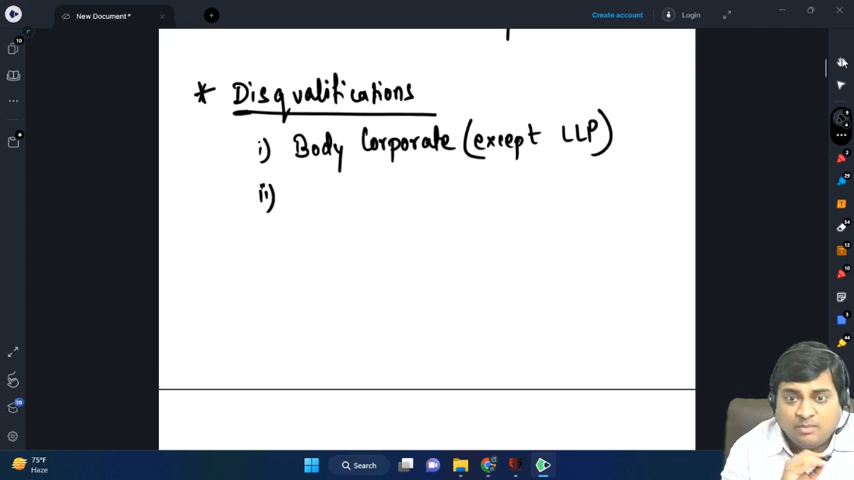 New Document*
Create account
Login
* Disqualifications
i) Body Corporate (except LLP)
ii)
75°F
Haze
Search